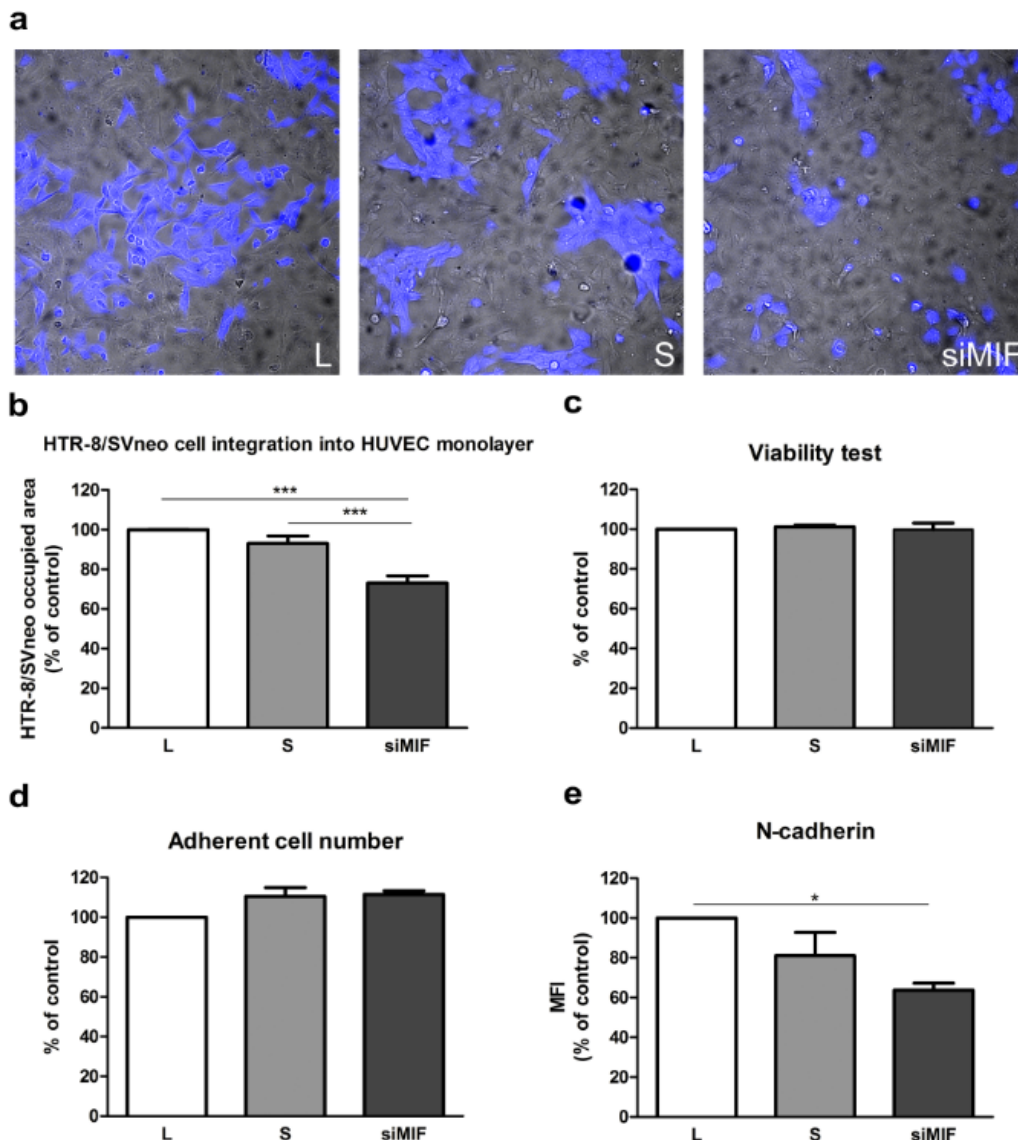 a
L
S
siMIF
b
HTR-8/SVneo cell integration into HUVEC monolayer
HTR-8/SVneo occupied area
(% of control)
120
100
80
60
40
20
0
***
***
L
S
siMIF
c
Viability test
% of control
120
100
80
60
40
20
0
L
S
siMIF
d
Adherent cell number
% of control
120
100
80
60
40
20
0
L
S
siMIF
e
N-cadherin
MFI
(% of control)
120
100
80
60
40
20
0
*
L
S
siMIF